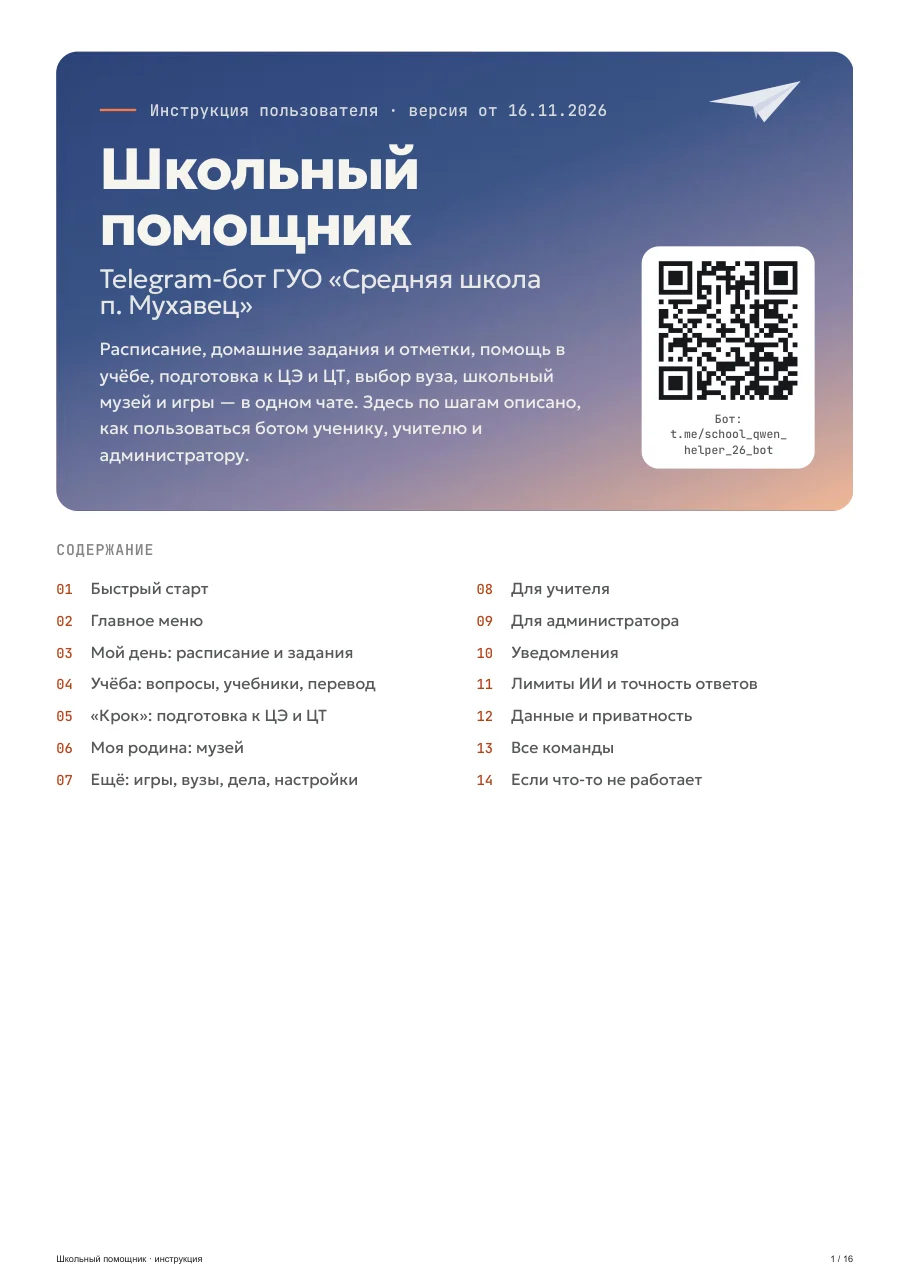 Инструкция пользователя · версия от 16.11.2026
Школьный
помощник
Telegram-бот ГУО «Средняя школа
п. Мухавец»
Расписание, домашние задания и отметки, помощь в
учёбе, подготовка к ЦЭ и ЦТ, выбор вуза, школьный
музей и игры — в одном чате. Здесь по шагам описано,
как пользоваться ботом ученику, учителю и
администратору.
Бот:
t.me/school_qwen_
helper_26_bot
СОДЕРЖАНИЕ
01 Быстрый старт
02 Главное меню
03 Мой день: расписание и задания
04 Учёба: вопросы, учебники, перевод
05 «Крок»: подготовка к ЦЭ и ЦТ
06 Моя родина: музей
07 Ещё: игры, вузы, дела, настройки
08 Для учителя
09 Для администратора
10 Уведомления
11 Лимиты ИИ и точность ответов
12 Данные и приватность
13 Все команды
14 Если что-то не работает
Школьный помощник · инструкция
1 / 16